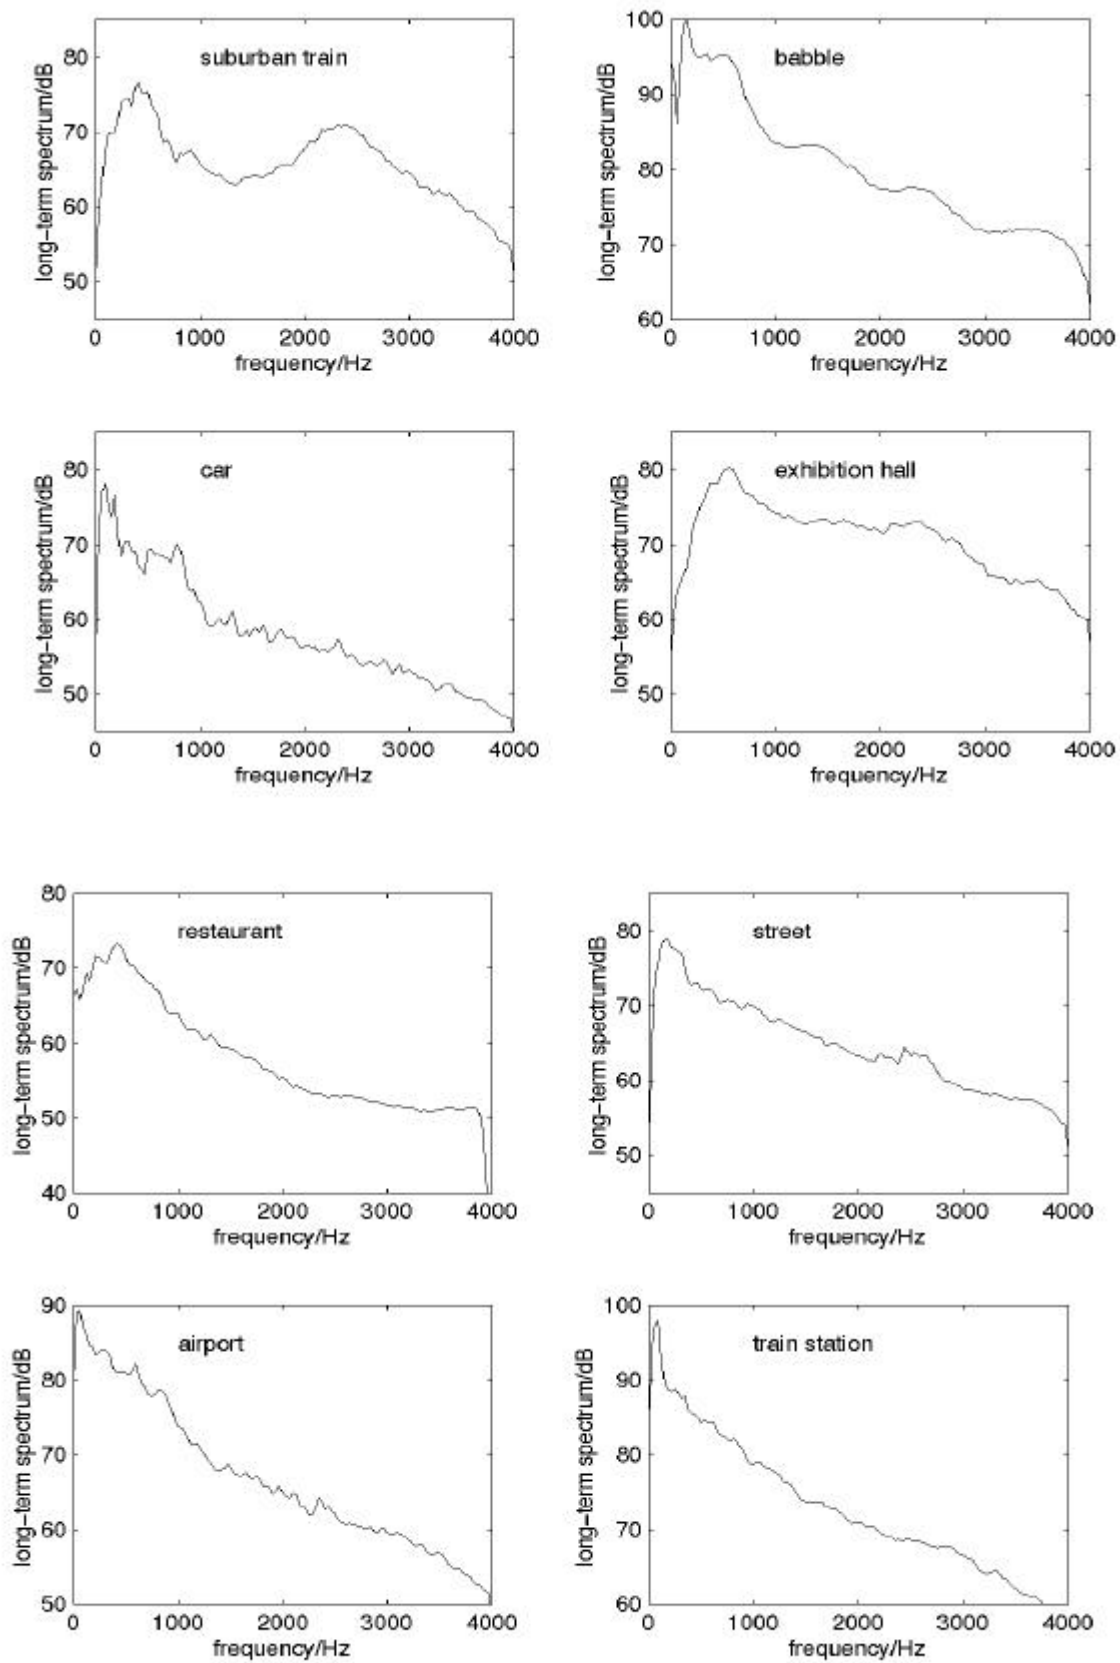 suburban train
80
70
60
50
long-term spectrum/dB
0 1000 2000 3000 4000
frequency/Hz
babble
100
90
80
70
60
long-term spectrum/dB
0 1000 2000 3000 4000
frequency/Hz
car
80
70
60
50
long-term spectrum/dB
0 1000 2000 3000 4000
frequency/Hz
exhibition hall
80
70
60
50
long-term spectrum/dB
0 1000 2000 3000 4000
frequency/Hz
restaurant
80
70
60
50
40
long-term spectrum/dB
0 1000 2000 3000 4000
frequency/Hz
street
80
70
60
50
long-term spectrum/dB
0 1000 2000 3000 4000
frequency/Hz
airport
90
80
70
60
50
long-term spectrum/dB
0 1000 2000 3000 4000
frequency/Hz
train station
100
90
80
70
60
long-term spectrum/dB
0 1000 2000 3000 4000
frequency/Hz